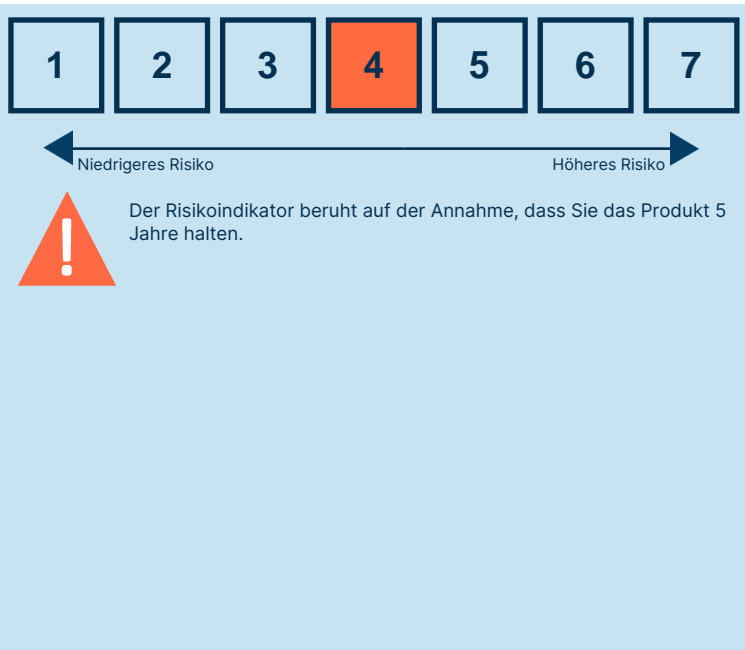 1 2 3 4 5 6 7
Niedrigeres Risiko Höheres Risiko
Der Risikoindikator beruht auf der Annahme, dass Sie das Produkt 5
Jahre halten.
!